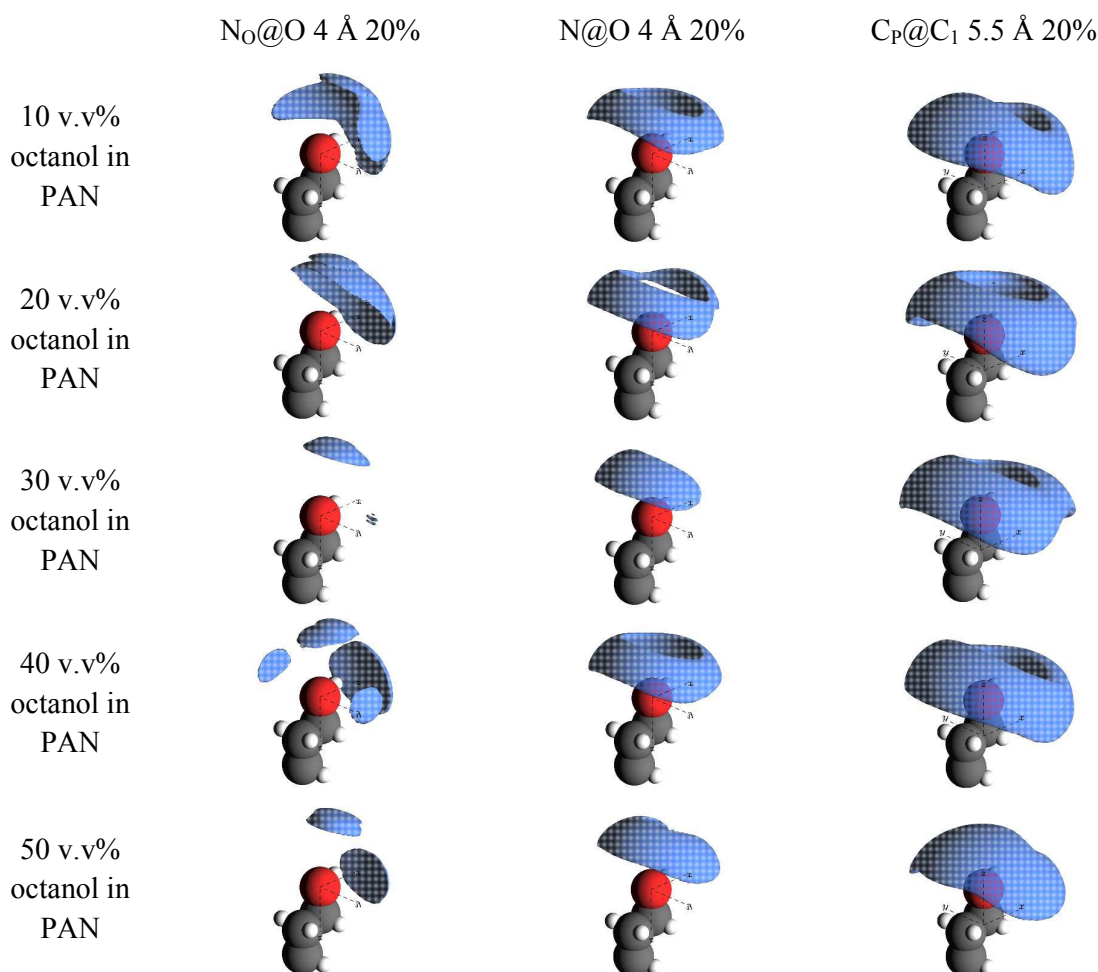 N_O@O 4 Å 20% N@O 4 Å 20% C_P@C_1 5.5 Å 20%
10 v.v%
octanol in
PAN
20 v.v%
octanol in
PAN
30 v.v%
octanol in
PAN
40 v.v%
octanol in
PAN
50 v.v%
octanol in
PAN